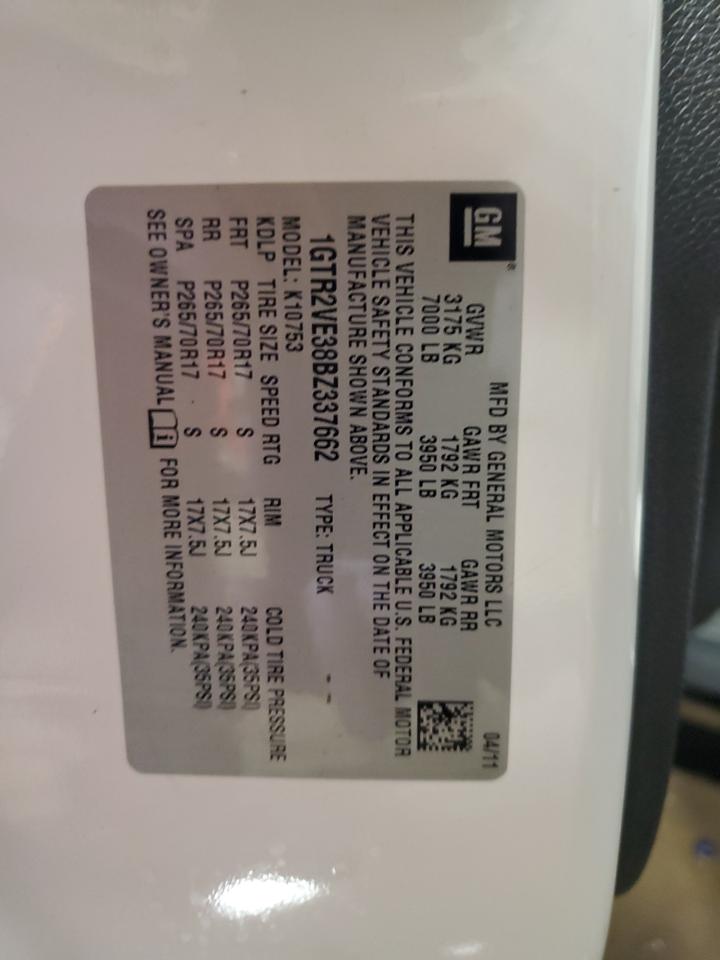 GM®
MFD BY GENERAL MOTORS LLC 04/11
GVWR GAWR FRT GAWR RR
3175 KG 1792 KG 1792 KG
7000 LB 3950 LB 3950 LB
THIS VEHICLE CONFORMS TO ALL APPLICABLE U.S. FEDERAL MOTOR
VEHICLE SAFETY STANDARDS IN EFFECT ON THE DATE OF
MANUFACTURE SHOWN ABOVE.
1GTR2VE38BZ337662 TYPE: TRUCK
MODEL: K10753
KDLP TIRE SIZE SPEED RTG RIM COLD TIRE PRESSURE
FRT P265/70R17 S 17X7.5J 240KPA(35PSI)
RR P265/70R17 S 17X7.5J 240KPA(35PSI)
SPA P265/70R17 S 17X7.5J 240KPA(35PSI)
SEE OWNER'S MANUAL i FOR MORE INFORMATION.